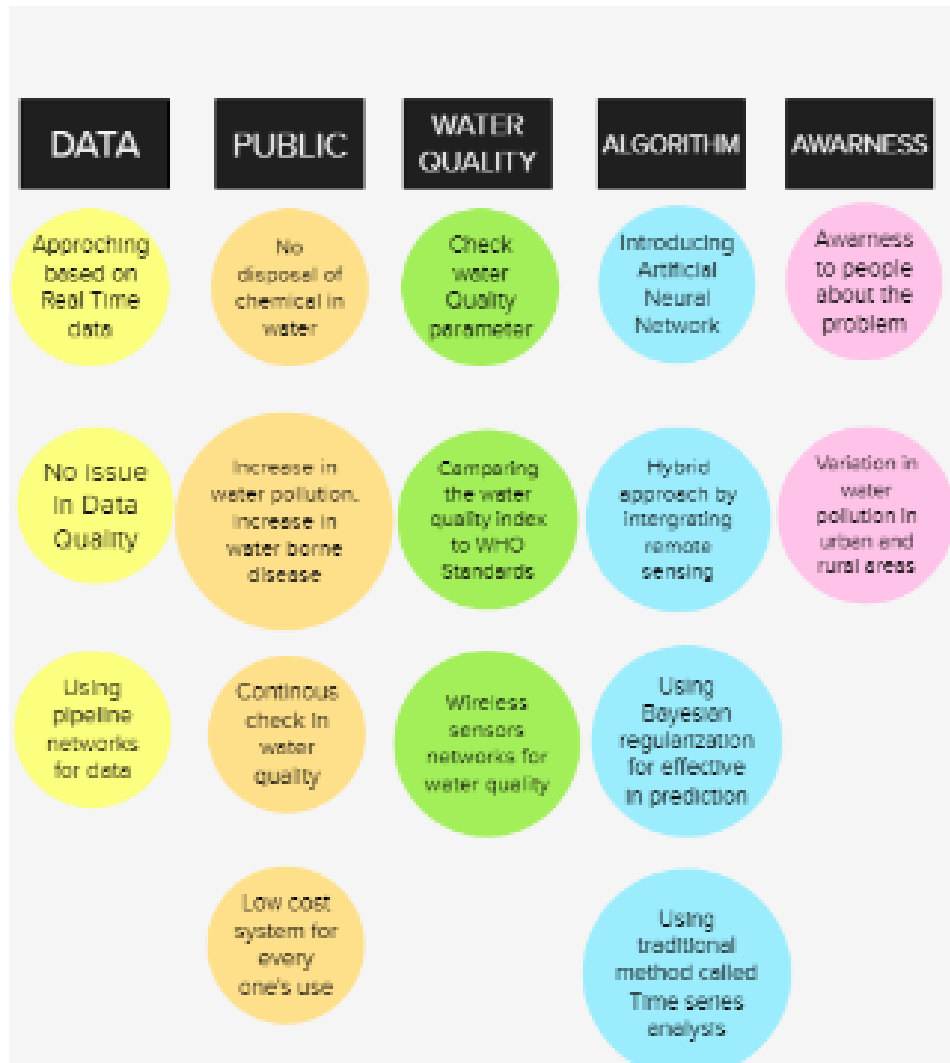 DATA
PUBLIC
WATER
QUALITY
ALGORITHM
AWARNESS
Approching
based on
Real Time
data
No
disposal of
chemical in
water
Check
water
Quality
parameter
Introducing
Artificial
Neural
Network
Awarness
to people
about the
problem
No Issue
In Data
Quality
Increase in
water pollution.
Increase in
water borne
disease
Comparing
the water
quality index
to WHO
Standards
Hybrid
approach by
intergrating
remote
sensing
Variation in
water
pollution in
urban and
rural areas
Using
pipeline
networks
for data
Continous
check in
water
quality
Wireless
sensors
networks for
water quality
Using
Bayesian
regularization
for effective
in prediction
Low cost
system for
every
one's use
Using
traditional
method called
Time series
analysis